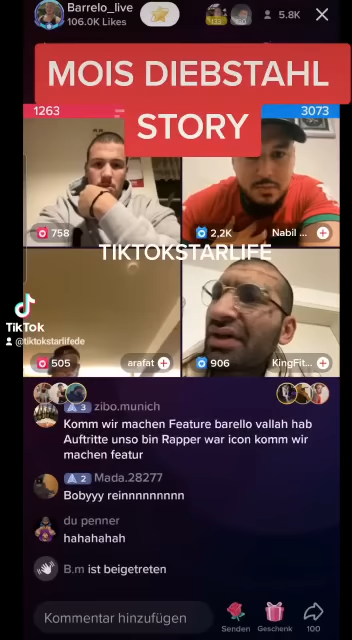 Barrelo_live
106.0K Likes
5.8K
MOIS DIEBSTAHL
STORY
1263
3073
758
2,2K
Nabil ...
TIKTOKSTARLIFE
TikTok
@tiktokstarlifede
505
arafat
906
KingFit...
3 zibo.munich
Komm wir machen Feature barello vallah hab
Auftritte unso bin Rapper war icon komm wir
machen featur
2 Mada.28277
Bobyyy reinnnnnnnnn
du penner
hahahahah
B.m ist beigetreten
Kommentar hinzufügen
Senden
Geschenk
100